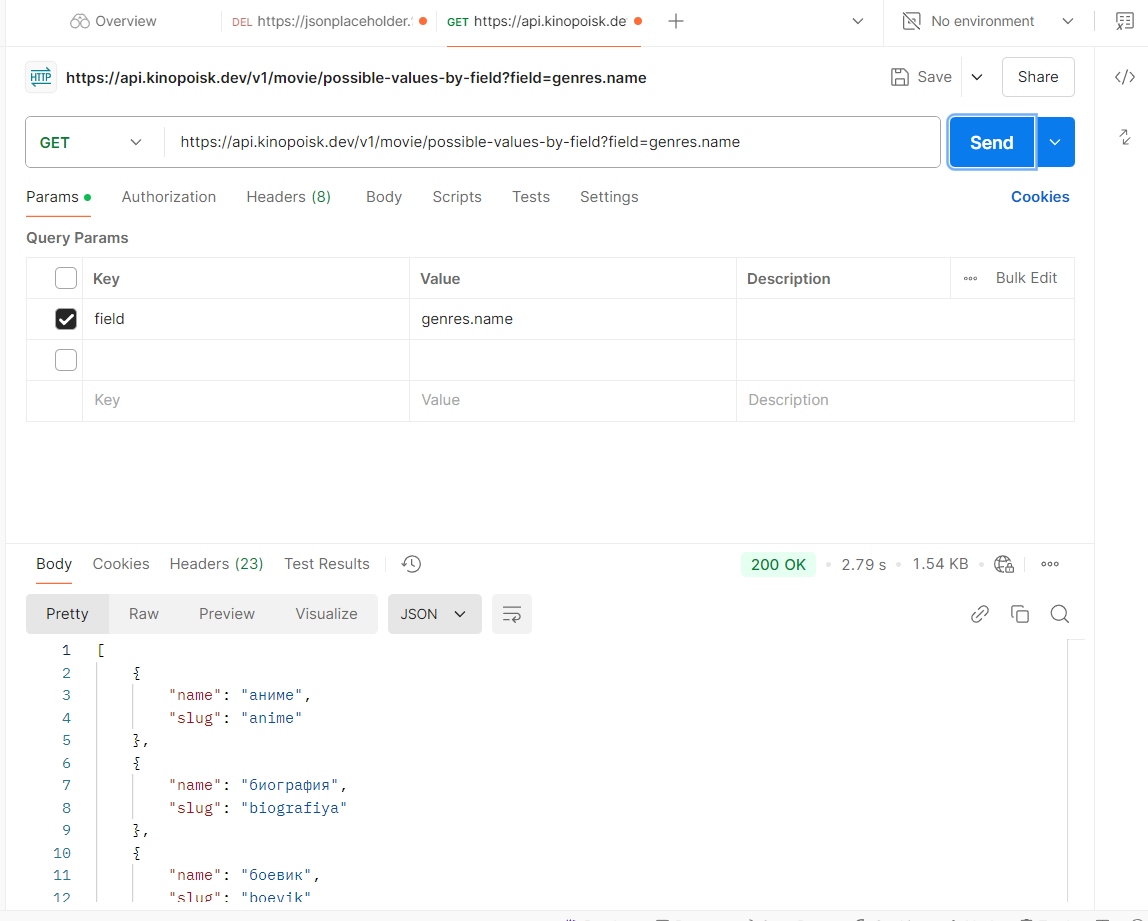 Overview
DEL https://jsonplaceholder.
GET https://api.kinopoisk.de
No environment
HTTP https://api.kinopoisk.dev/v1/movie/possible-values-by-field?field=genres.name
Save
Share
GET
https://api.kinopoisk.dev/v1/movie/possible-values-by-field?field=genres.name
Send
Params Authorization Headers (8) Body Scripts Tests Settings Cookies
Query Params
Key Value Description Bulk Edit
field genres.name
Key Value Description
Body Cookies Headers (23) Test Results 200 OK 2.79 s 1.54 KB
Pretty Raw Preview Visualize JSON
1 [
2 {
3 "name": "аниме",
4 "slug": "anime"
5 },
6 {
7 "name": "биография",
8 "slug": "biografiya"
9 },
10 {
11 "name": "боевик",
12 "slug": "boevik"